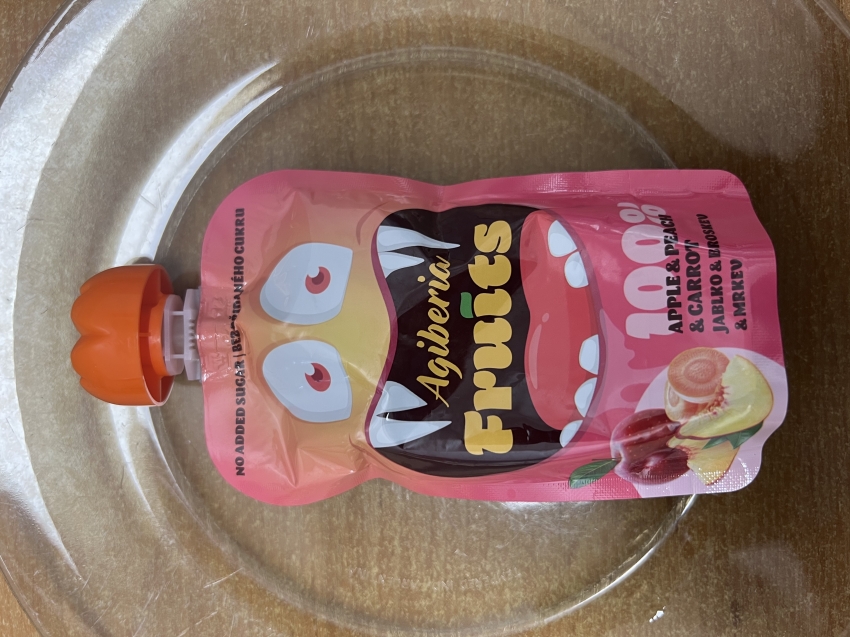 NO ADDED SUGAR | BEZ PŘIDANÉHO CUKRU
Agiberia
Fruits
100%
APPLE & PEACH
& CARROT
JABLKO & BROSKEV
& MRKEV